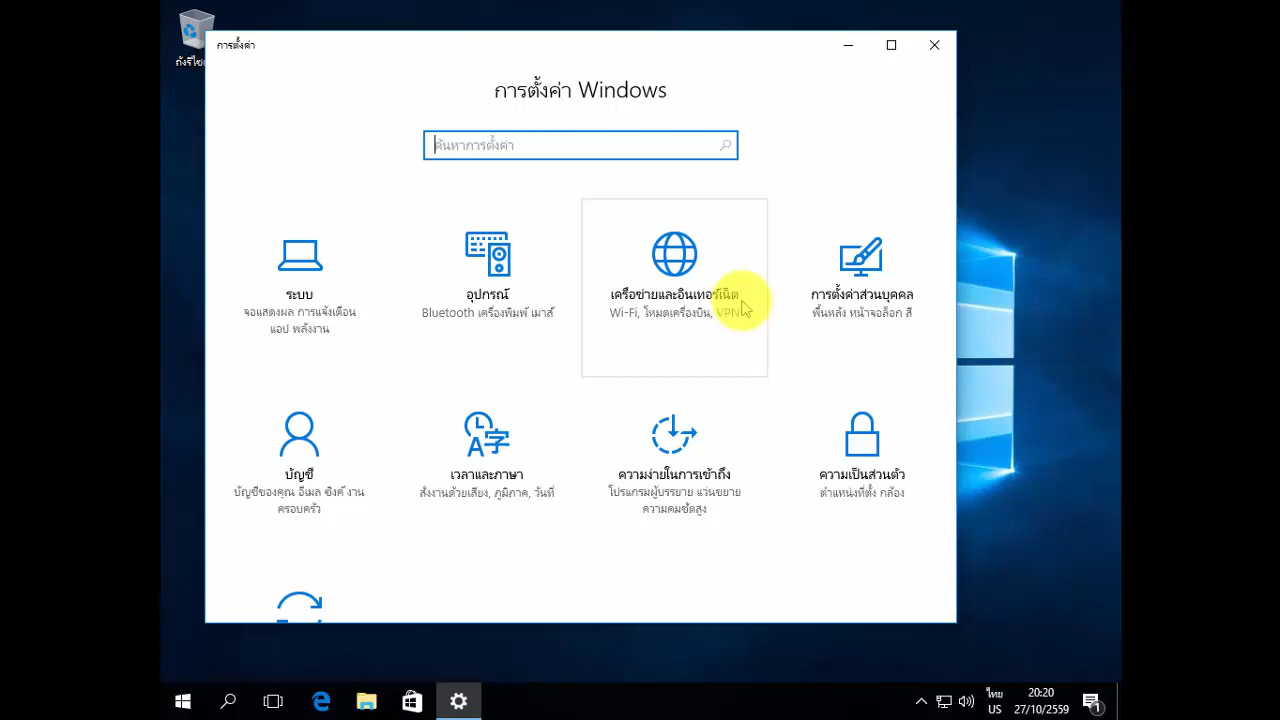 การตั้งค่า
การตั้งค่า Windows
ค้นหาการตั้งค่า
ระบบ
จอแสดงผล การแจ้งเตือน
แอป พลังงาน
อุปกรณ์
Bluetooth เครื่องพิมพ์ เมาส์
เครือข่ายและอินเทอร์เน็ต
Wi-Fi, โหมดเครื่องบิน, VPN
การตั้งค่าส่วนบุคคล
พื้นหลัง หน้าจอล็อก สี
บัญชี
บัญชีของคุณ อีเมล ซิงค์ งาน
ครอบครัว
เวลาและภาษา
สั่งงานด้วยเสียง, ภูมิภาค, วันที่
ความง่ายในการเข้าถึง
โปรแกรมผู้บรรยาย แว่นขยาย
ความคมชัดสูง
ความเป็นส่วนตัว
ตำแหน่งที่ตั้ง กล้อง
ไทย
US
20:20
27/10/2559
1